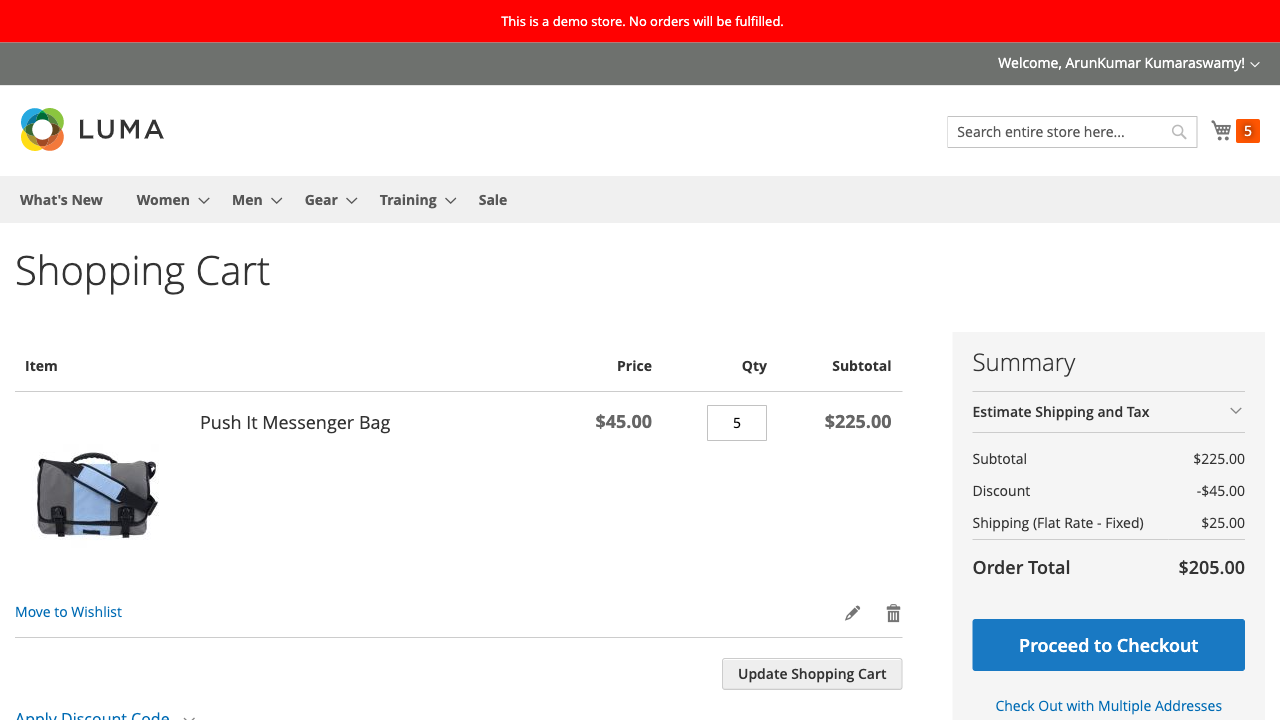 This is a demo store. No orders will be fulfilled.
Welcome, ArunKumar Kumaraswamy!
LUMA
Search entire store here...
5
What's New Women Men Gear Training Sale
Shopping Cart
Item Price Qty Subtotal
Push It Messenger Bag $45.00 5 $225.00
Move to Wishlist
Update Shopping Cart
Apply Discount Code
Summary
Estimate Shipping and Tax
Subtotal $225.00
Discount -$45.00
Shipping (Flat Rate - Fixed) $25.00
Order Total $205.00
Proceed to Checkout
Check Out with Multiple Addresses